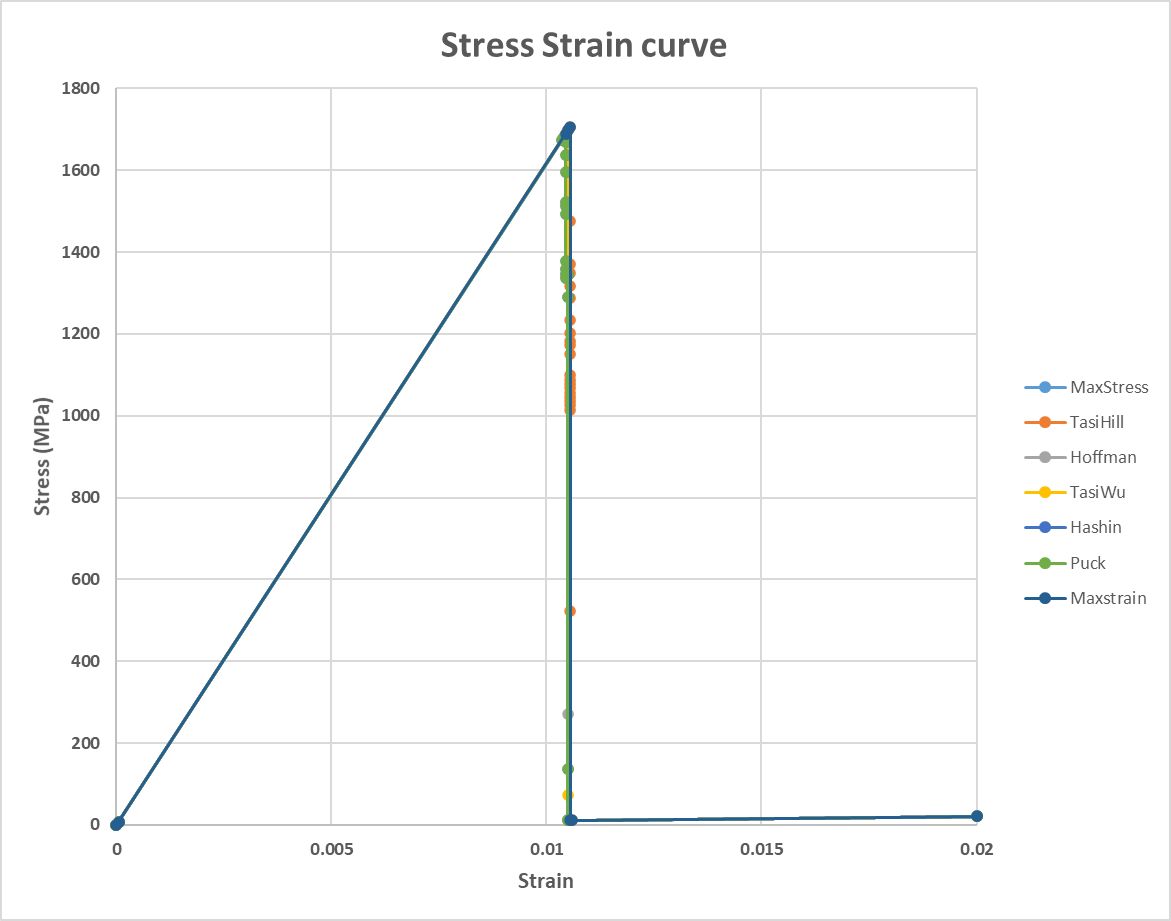 Stress Strain curve
1800
1600
1400
1200
1000
800
600
400
200
0
Stress (MPa)
0 0.005 0.01 0.015 0.02
Strain
MaxStress
TasiHill
Hoffman
TasiWu
Hashin
Puck
Maxstrain